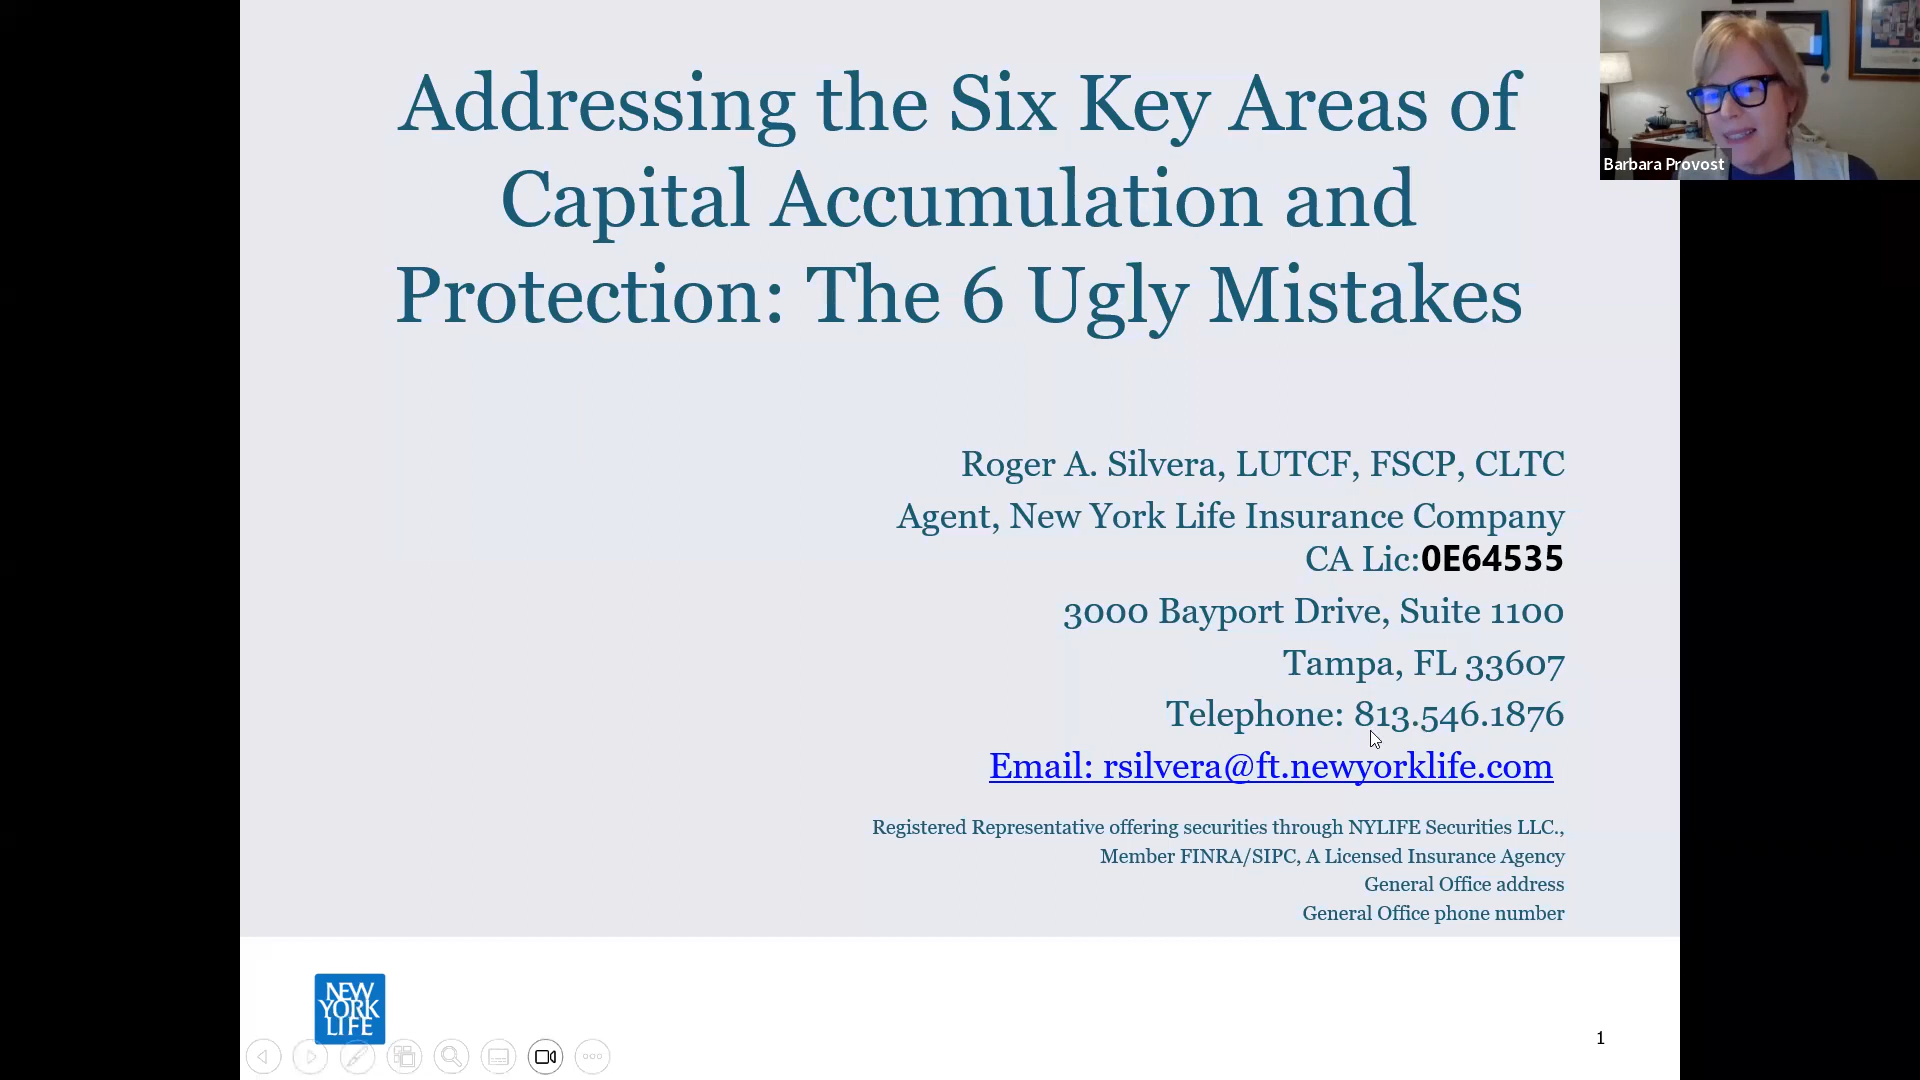 Addressing the Six Key Areas of
Capital Accumulation and
Protection: The 6 Ugly Mistakes
Barbara Provost
Roger A. Silvera, LUTCF, FSCP, CLTC
Agent, New York Life Insurance Company
CA Lic:0E64535
3000 Bayport Drive, Suite 1100
Tampa, FL 33607
Telephone: 813.546.1876
Email: rsilvera@ft.newyorklife.com
Registered Representative offering securities through NYLIFE Securities LLC.,
Member FINRA/SIPC, A Licensed Insurance Agency
General Office address
General Office phone number
NEW
YORK
LIFE
1